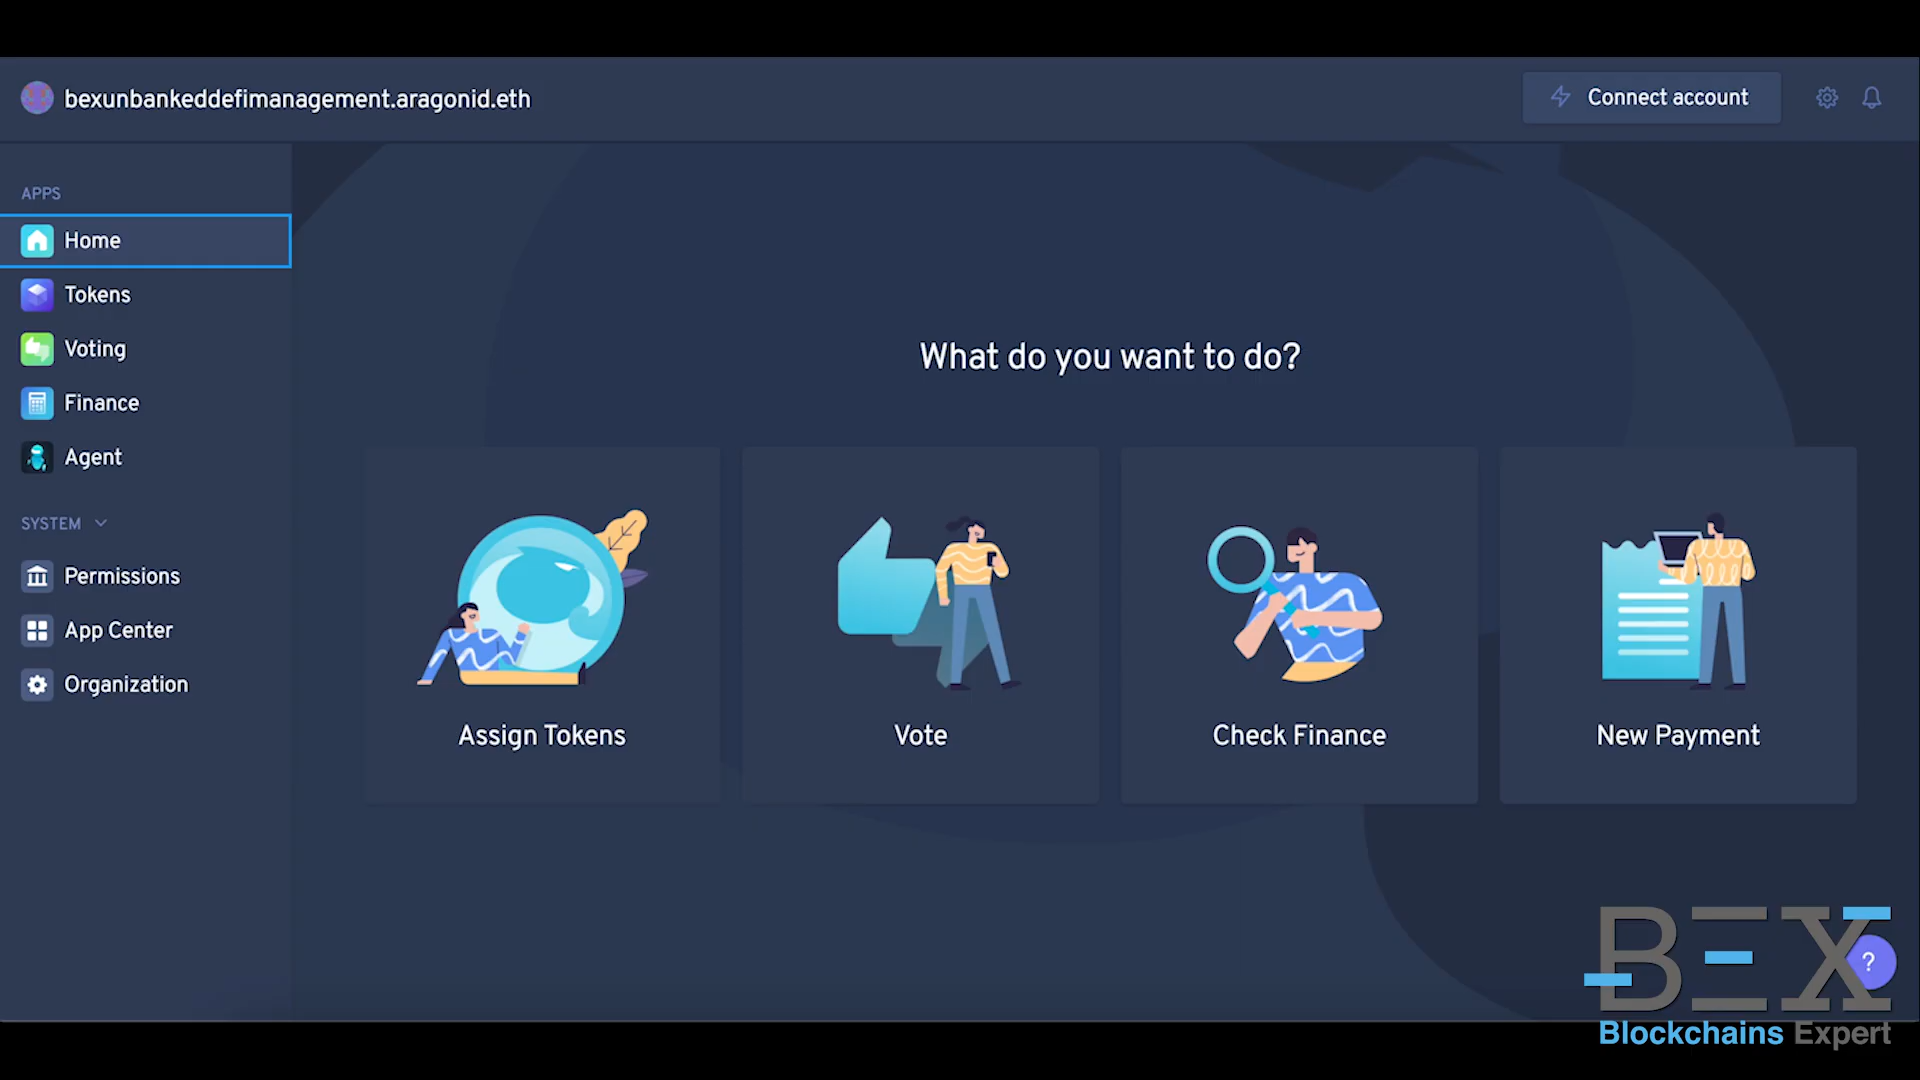 bexunbankeddefimanagement.aragonid.eth
Connect account
APPS
Home
Tokens
Voting
Finance
Agent
SYSTEM
Permissions
App Center
Organization
What do you want to do?
Assign Tokens
Vote
Check Finance
New Payment
BEX
?
Blockchains Expert